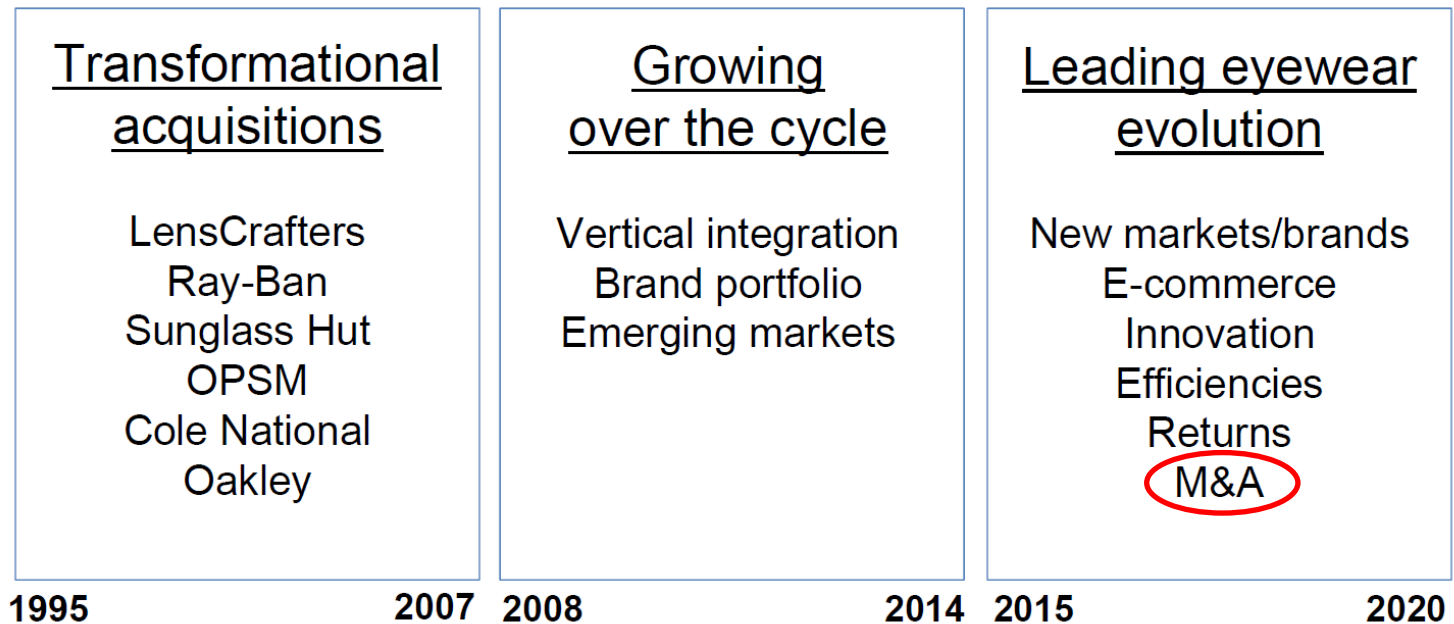 Transformational
acquisitions
LensCrafters
Ray-Ban
Sunglass Hut
OPSM
Cole National
Oakley
1995
2007
Growing
over the cycle
Vertical integration
Brand portfolio
Emerging markets
2008
2014
Leading eyewear
evolution
New markets/brands
E-commerce
Innovation
Efficiencies
Returns
M&A
2015
2020